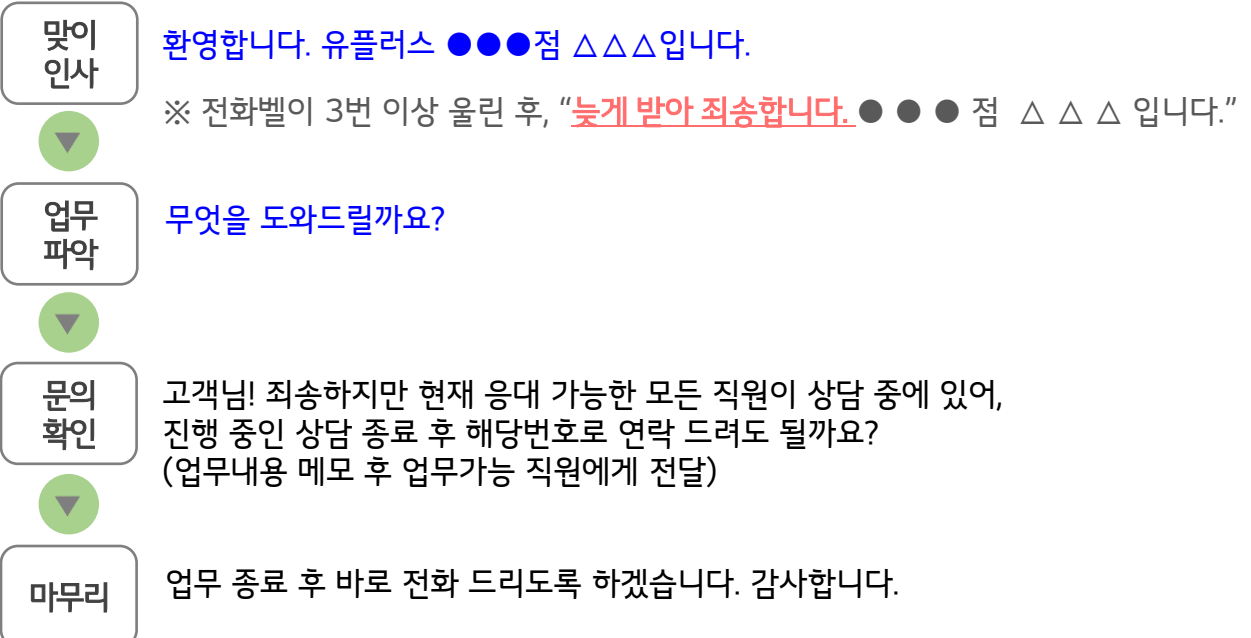 맞이
인사
환영합니다. 유플러스 ●●●점 △△△입니다.
※ 전화벨이 3번 이상 울린 후, “늦게 받아 죄송합니다. ● ● ● 점 △ △ △ 입니다.”
▼
업무
파악
무엇을 도와드릴까요?
▼
문의
확인
고객님! 죄송하지만 현재 응대 가능한 모든 직원이 상담 중에 있어,
진행 중인 상담 종료 후 해당번호로 연락 드려도 될까요?
(업무내용 메모 후 업무가능 직원에게 전달)
▼
마무리
업무 종료 후 바로 전화 드리도록 하겠습니다. 감사합니다.